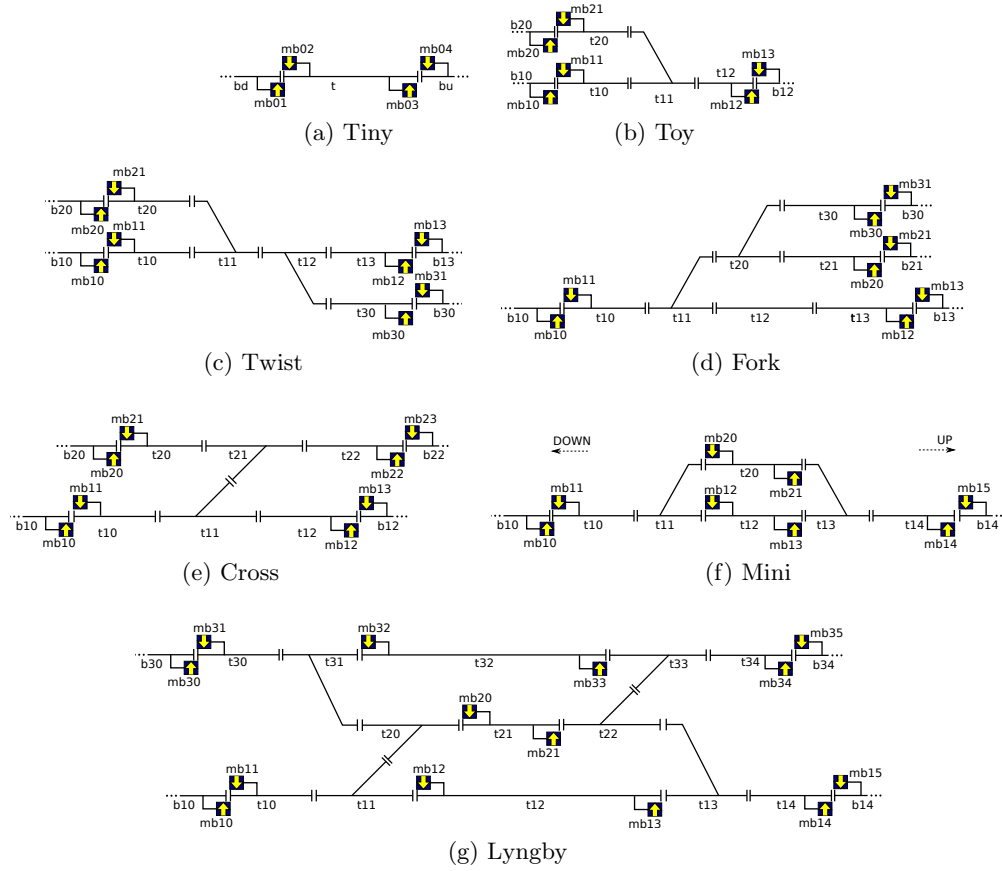 mb02 mb04
bd t bu
mb01 mb03
(a) Tiny
mb21
b20
mb20 t20
mb11 mb13
b10 t12
mb10 t10 t11 mb12 b12
(b) Toy
mb21
b20 t20
mb20 mb11 mb13
b10 t10 t11 t12 t13 b13
mb10 mb12
mb31
t30 b30
mb30
(c) Twist
mb31
t30 b30
mb30 mb21
t20 t21 b21
mb11 mb20 mb13
b10 t10 t11 t12 t13 b13
mb10 mb12
(d) Fork
mb21 mb23
b20 t20 t21 t22 b22
mb20 mb22
mb11 mb13
b10 t10 t11 t12 b12
mb10 mb12
(e) Cross
DOWN UP
mb20
t20
mb11 mb12 mb21 mb15
b10 t10 t11 t12 t13 t14 b14
mb10 mb13 mb14
(f) Mini
mb31 mb32 mb35
b30 t30 t31 t32 t33 t34 b34
mb30 mb33 mb34
mb20
t20 t21 t22
mb21
mb11 mb12 mb15
b10 t10 t11 t12 t13 t14 b14
mb10 mb13 mb14
(g) Lyngby